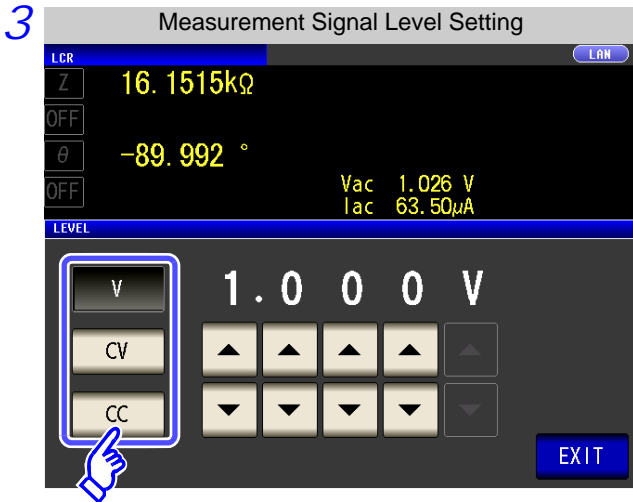 3 Measurement Signal Level Setting
LCR LAN
Z 16.1515kΩ
OFF
θ -89.992 °
OFF
Vac 1.026 V
Iac 63.50μA
LEVEL
V 1.000 V
CV
CC
EXIT